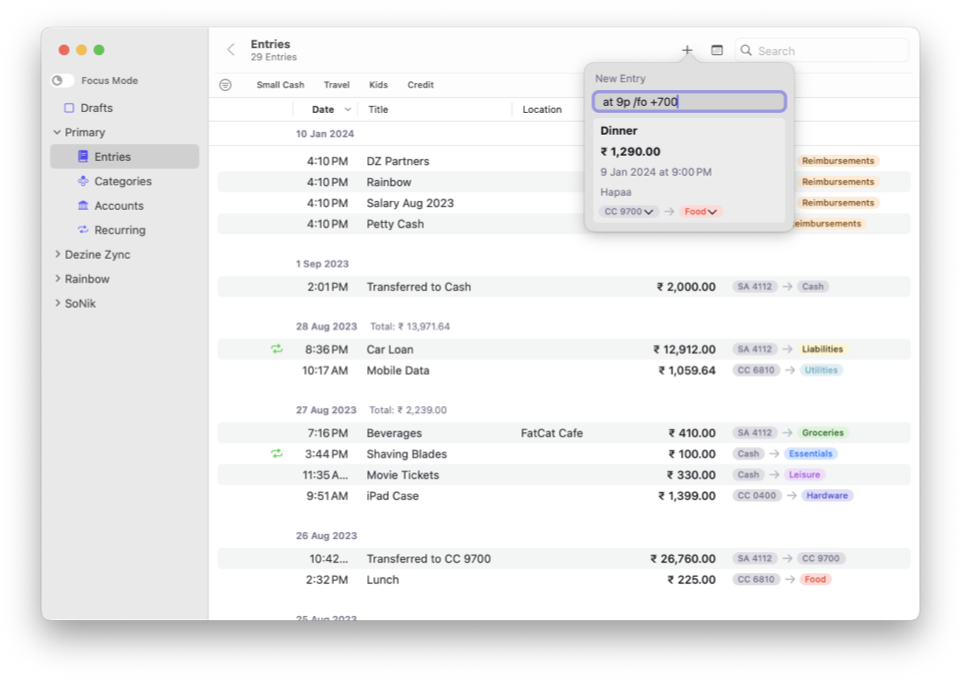 Focus Mode
Drafts
Primary
Entries
Categories
Accounts
Recurring
Dezine Zync
Rainbow
SoNik
Entries
29 Entries
Search
Small Cash Travel Kids Credit
Date Title Location
New Entry
at 9p /fo +700
Dinner
₹ 1,290.00
9 Jan 2024 at 9:00 PM
Hapaa
CC 9700 → Food
10 Jan 2024
4:10 PM DZ Partners Reimbursements
4:10 PM Rainbow Reimbursements
4:10 PM Salary Aug 2023 Reimbursements
4:10 PM Petty Cash eimbursements
1 Sep 2023
2:01 PM Transferred to Cash ₹ 2,000.00 SA 4112 → Cash
28 Aug 2023 Total: ₹ 13,971.64
8:36 PM Car Loan ₹ 12,912.00 SA 4112 → Liabilities
10:17 AM Mobile Data ₹ 1,059.64 CC 6810 → Utilities
27 Aug 2023 Total: ₹ 2,239.00
7:16 PM Beverages FatCat Cafe ₹ 410.00 SA 4112 → Groceries
3:44 PM Shaving Blades ₹ 100.00 Cash → Essentials
11:35 A... Movie Tickets ₹ 330.00 Cash → Leisure
9:51 AM iPad Case ₹ 1,399.00 CC 0400 → Hardware
26 Aug 2023
10:42... Transferred to CC 9700 ₹ 26,760.00 SA 4112 → CC 9700
2:32 PM Lunch ₹ 225.00 CC 6810 → Food
25 Aug 2023